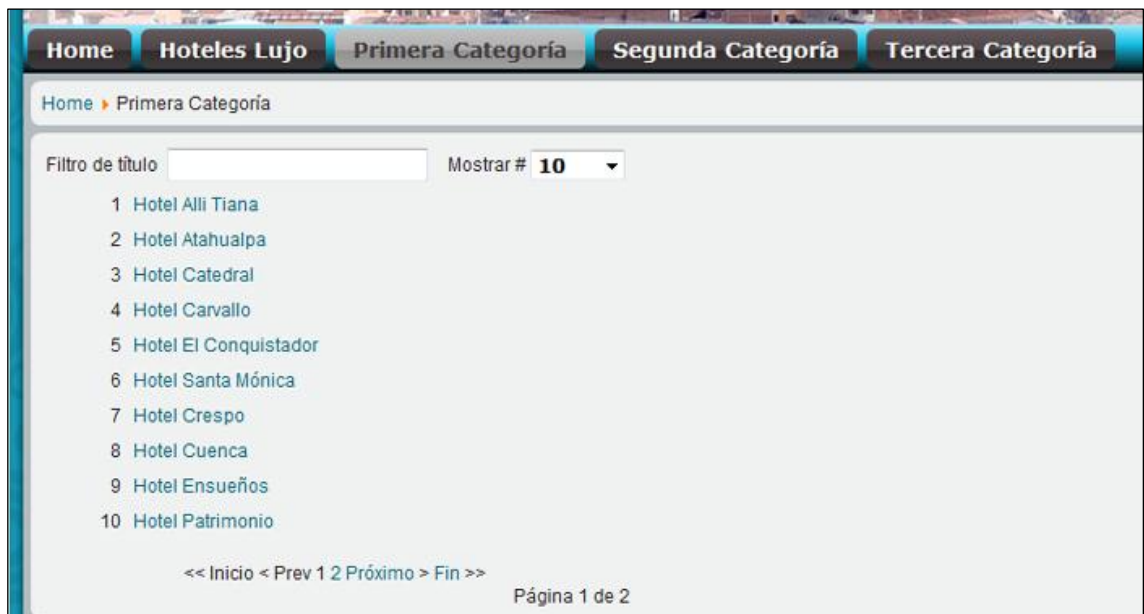 Home Hoteles Lujo Primera Categoría Segunda Categoría Tercera Categoría
Home Primera Categoría
Filtro de título Mostrar # 10
1 Hotel Alli Tiana
2 Hotel Atahualpa
3 Hotel Catedral
4 Hotel Carvallo
5 Hotel El Conquistador
6 Hotel Santa Mónica
7 Hotel Crespo
8 Hotel Cuenca
9 Hotel Ensueños
10 Hotel Patrimonio
<< Inicio < Prev 1 2 Próximo > Fin >>
Página 1 de 2